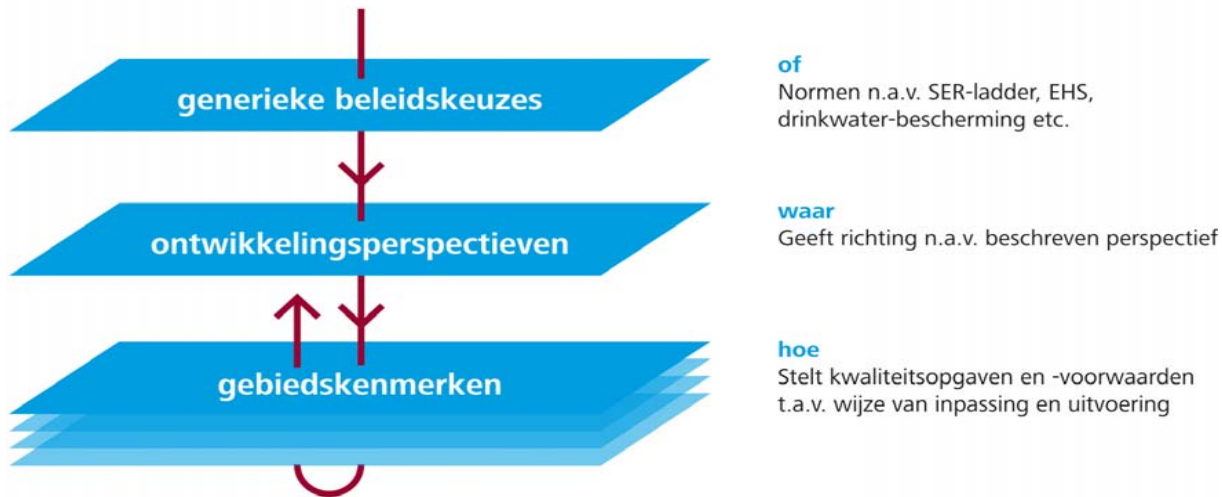 generieke beleidskeuzes
of
Normen n.a.v. SER-ladder, EHS,
drinkwater-bescherming etc.
ontwikkelingsperspectieven
waar
Geeft richting n.a.v. beschreven perspectief
gebiedskenmerken
hoe
Stelt kwaliteitsopgaven en -voorwaarden
t.a.v. wijze van inpassing en uitvoering